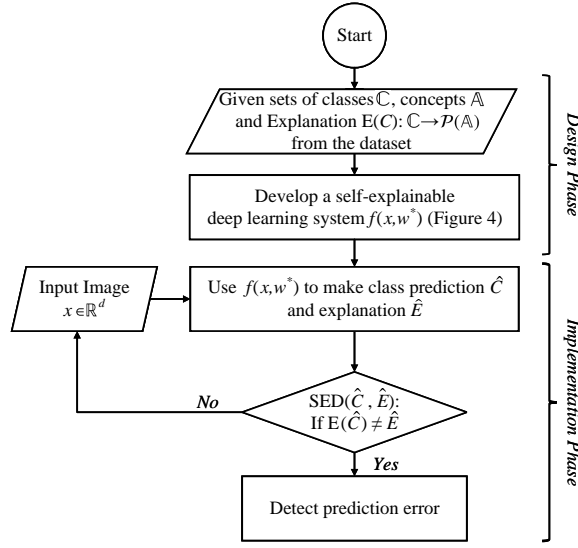 Start
Given sets of classes ℂ, concepts 𝔸
and Explanation E(C): ℂ→𝒫(𝔸)
from the dataset
Develop a self-explainable
deep learning system f(x,w*) (Figure 4)
Design Phase
Input Image
x∈ℝᵈ
Use f(x,w*) to make class prediction Ĉ
and explanation Ê
SED(Ĉ, Ê):
If E(Ĉ) ≠ Ê
No
Yes
Detect prediction error
Implementation Phase